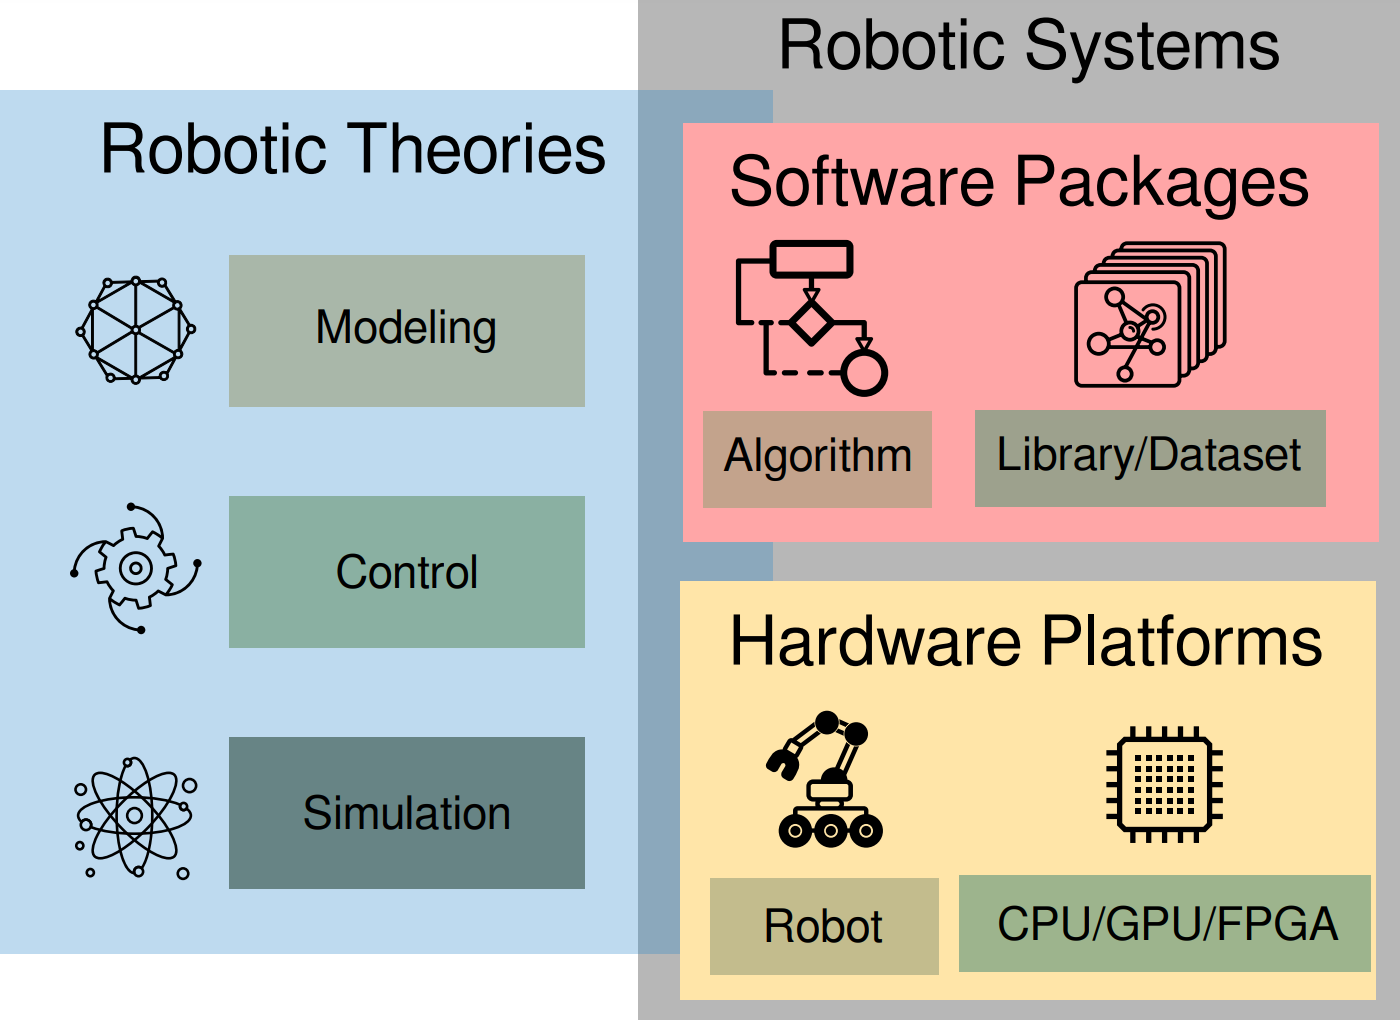 Robotic Systems
Robotic Theories
Modeling
Control
Simulation
Software Packages
Algorithm
Library/Dataset
Hardware Platforms
Robot
CPU/GPU/FPGA